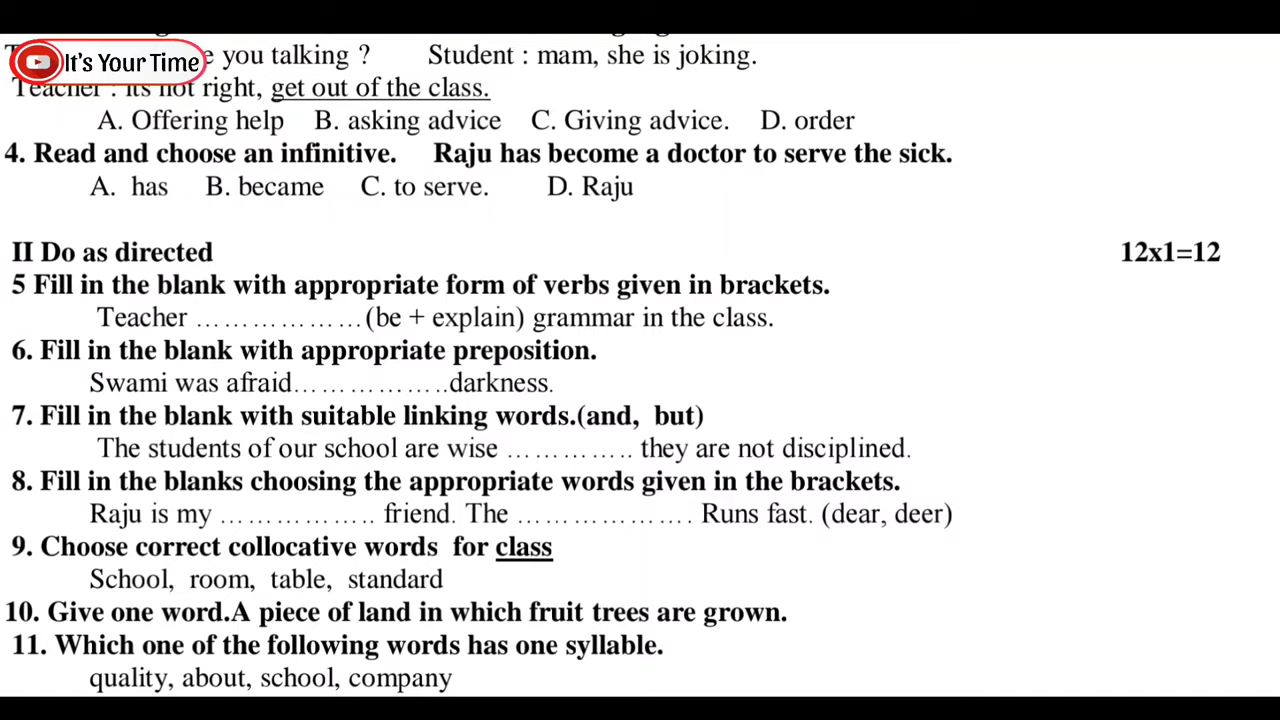 It's Your Time
e you talking ? Student : mam, she is joking.
Teacher : its not right, get out of the class.
A. Offering help B. asking advice C. Giving advice. D. order
4. Read and choose an infinitive. Raju has become a doctor to serve the sick.
A. has B. became C. to serve. D. Raju
II Do as directed 12x1=12
5 Fill in the blank with appropriate form of verbs given in brackets.
Teacher ………………(be + explain) grammar in the class.
6. Fill in the blank with appropriate preposition.
Swami was afraid……………..darkness.
7. Fill in the blank with suitable linking words.(and, but)
The students of our school are wise ………….. they are not disciplined.
8. Fill in the blanks choosing the appropriate words given in the brackets.
Raju is my …………….. friend. The ………………. Runs fast. (dear, deer)
9. Choose correct collocative words for class
School, room, table, standard
10. Give one word.A piece of land in which fruit trees are grown.
11. Which one of the following words has one syllable.
quality, about, school, company